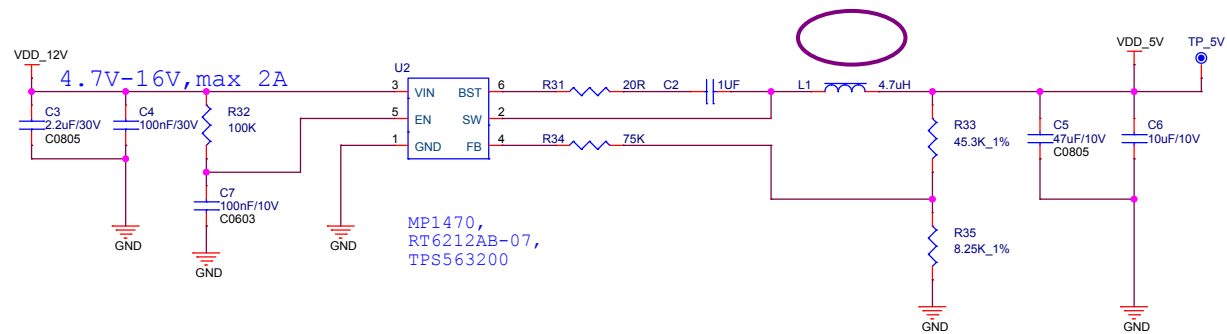 VDD_12V
4.7V-16V,max 2A
C3
2.2uF/30V
C0805
C4
100nF/30V
R32
100K
C7
100nF/10V
C0603
GND
GND
GND
U2
3 VIN BST 6
5 EN SW 2
1 GND FB 4
MP1470,
RT6212AB-07,
TPS563200
R31 20R
C2 1UF
R34 75K
L1 4.7uH
VDD_5V
TP_5V
R33
45.3K_1%
C5
47uF/10V
C0805
C6
10uF/10V
R35
8.25K_1%
GND
GND